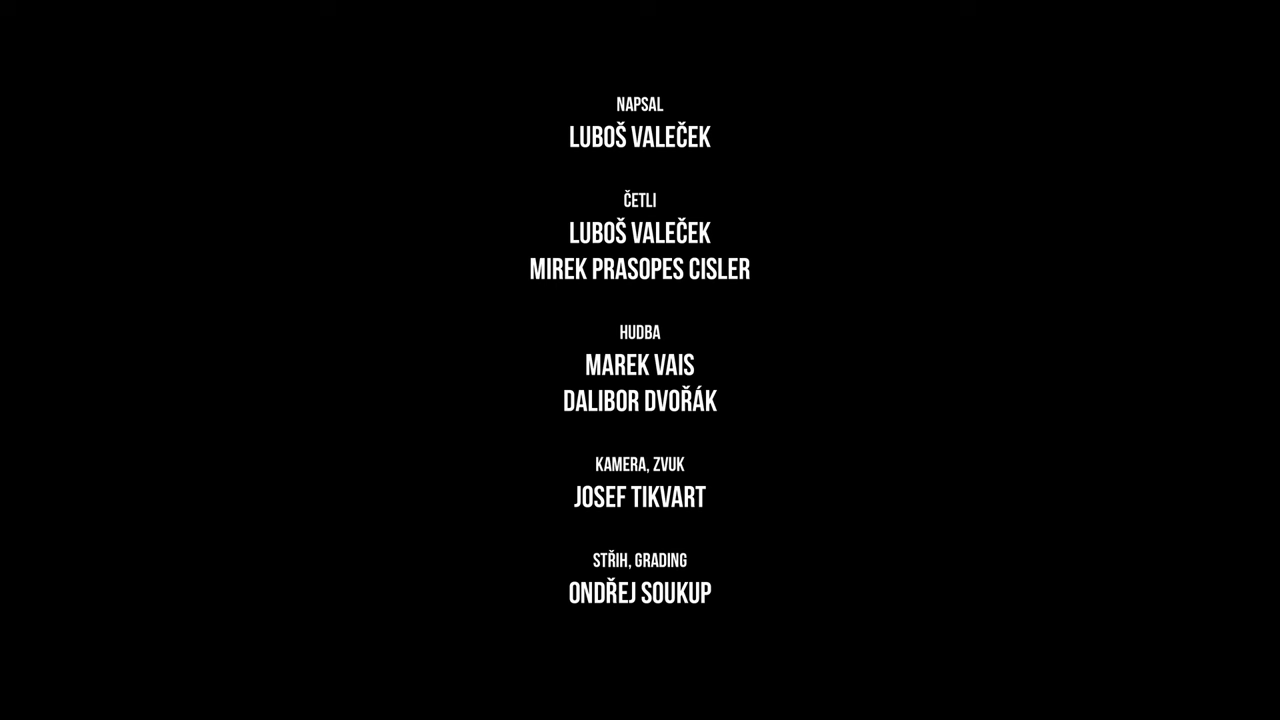 NAPSAL
LUBOŠ VALEČEK
ČETLI
LUBOŠ VALEČEK
MIREK PRASOPES CISLER
HUDBA
MAREK VAIS
DALIBOR DVOŘÁK
KAMERA, ZVUK
JOSEF TIKVART
STŘIH, GRADING
ONDŘEJ SOUKUP